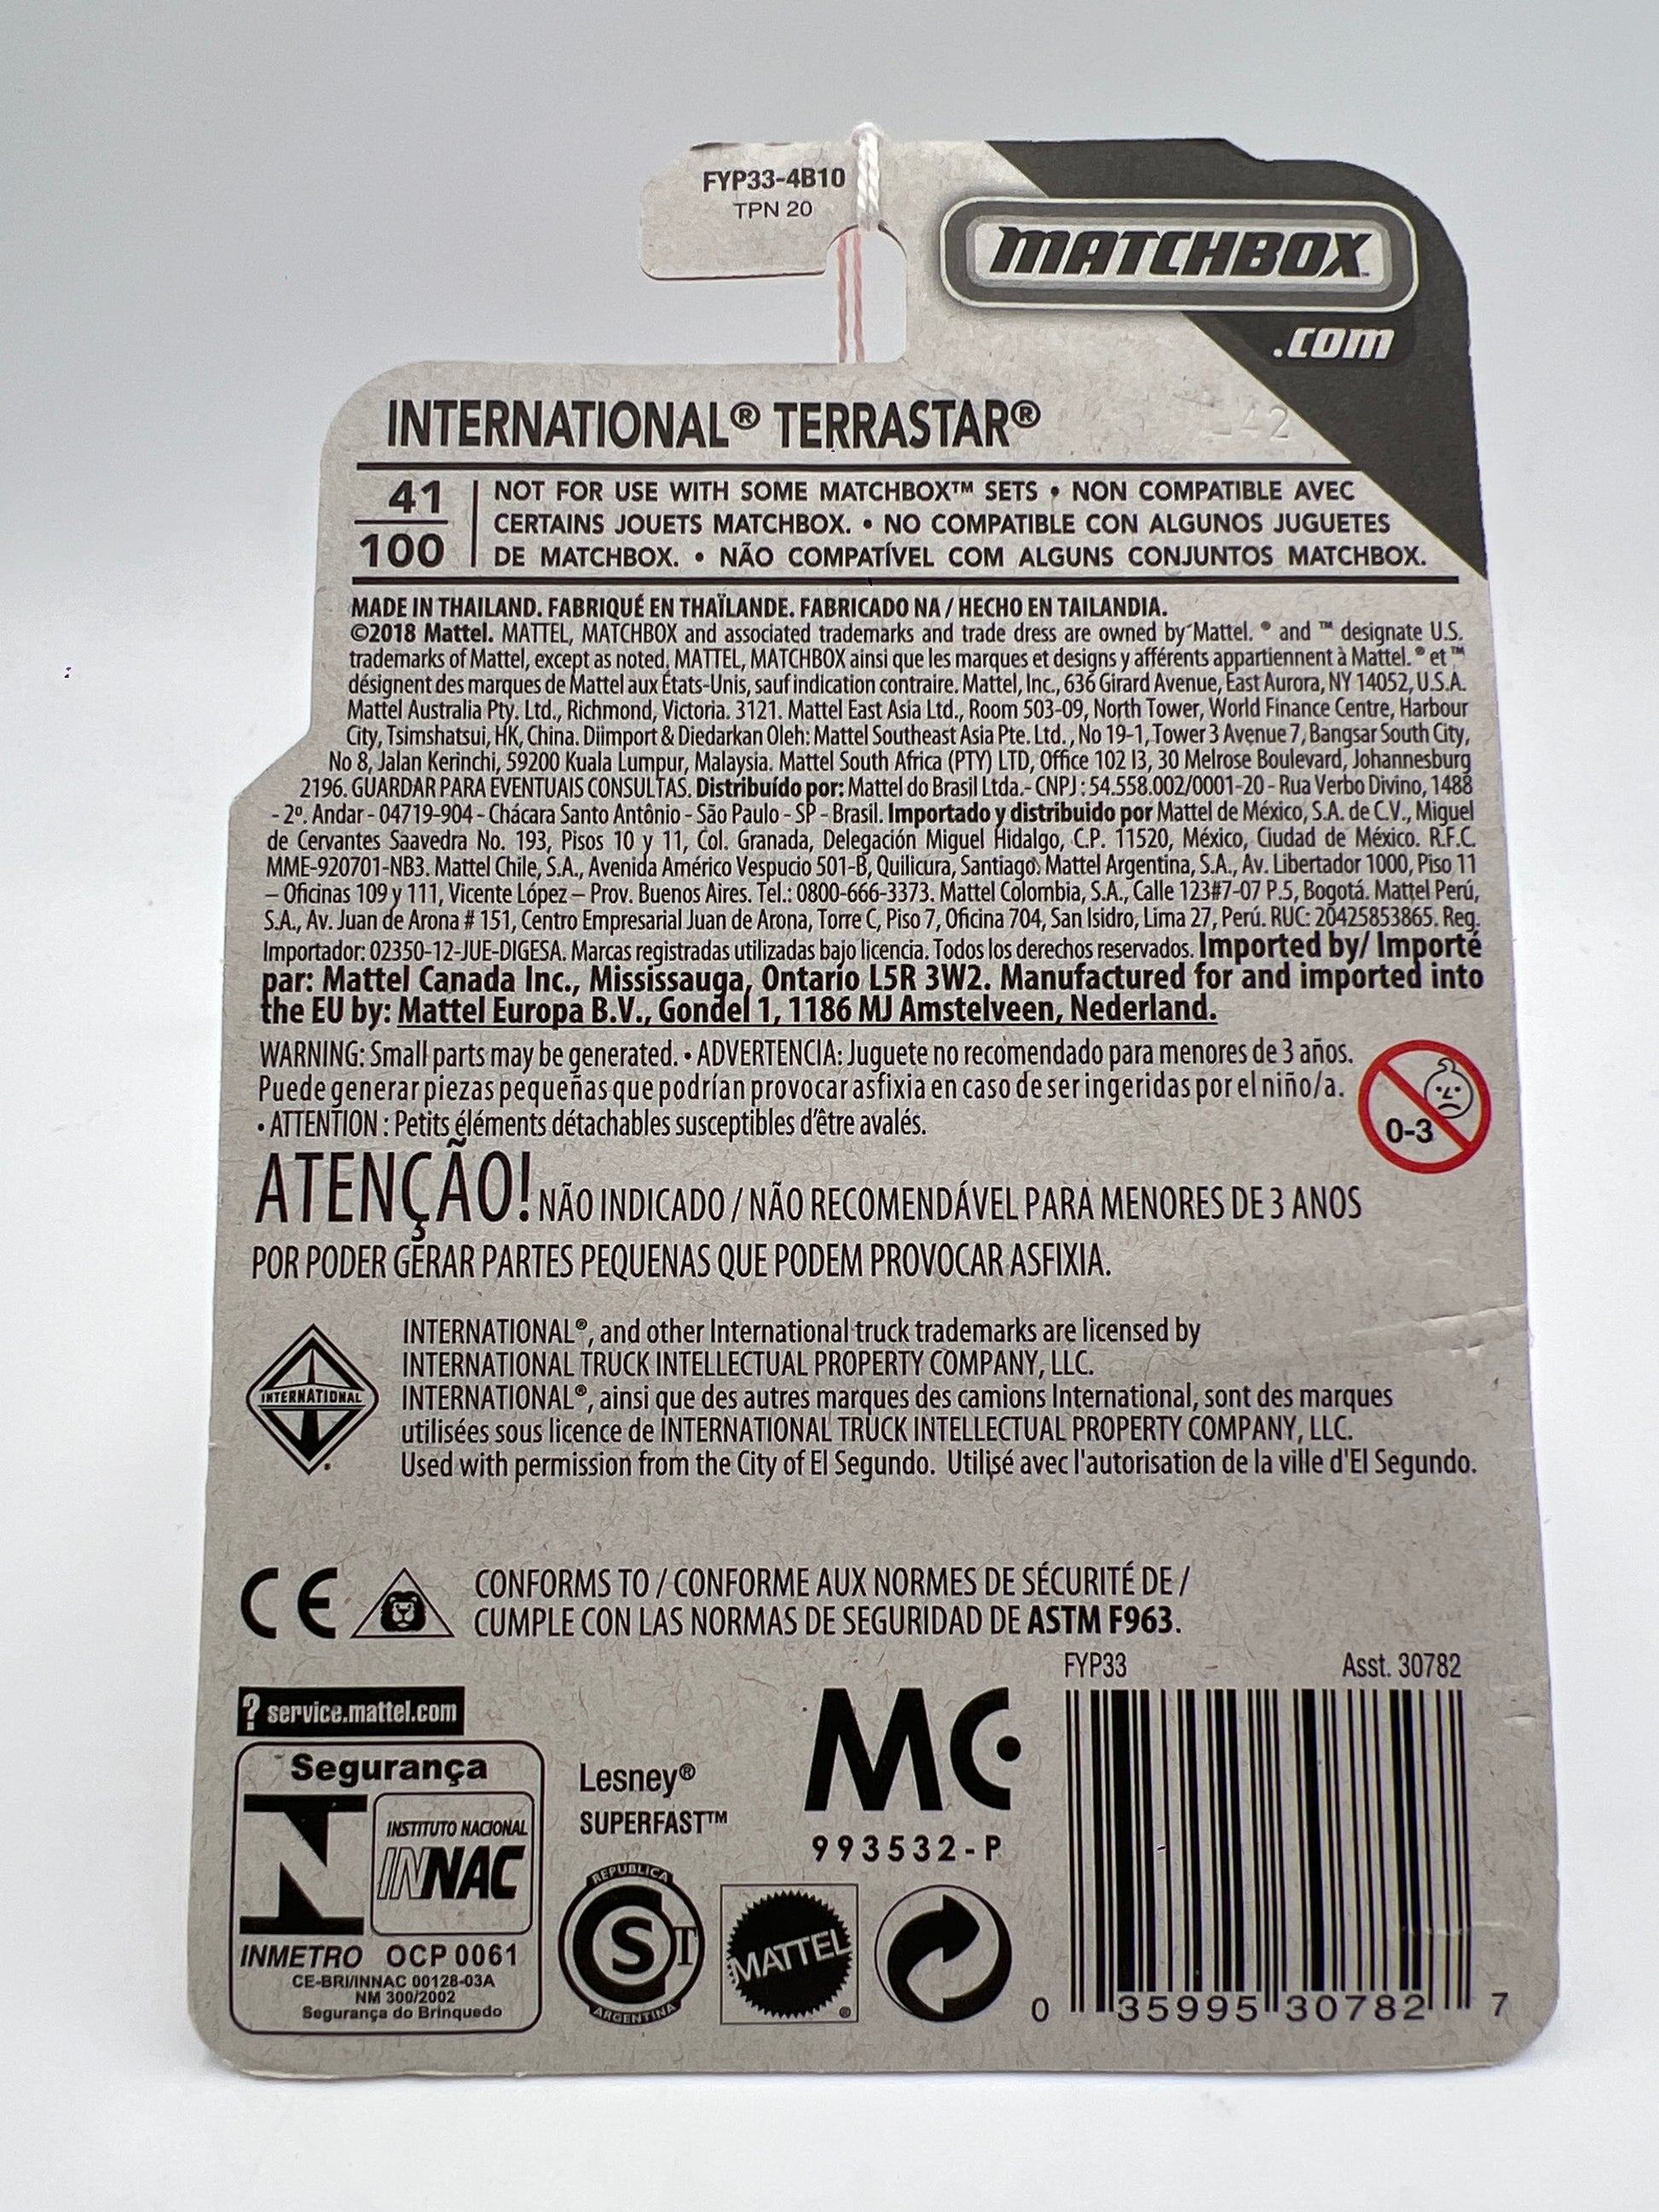 FYP33-4B10
TPN 20
MATCHBOX™
.com
INTERNATIONAL® TERRASTAR®
42
41
100
NOT FOR USE WITH SOME MATCHBOX™ SETS • NON COMPATIBLE AVEC
CERTAINS JOUETS MATCHBOX. • NO COMPATIBLE CON ALGUNOS JUGUETES
DE MATCHBOX. • NÃO COMPATÍVEL COM ALGUNS CONJUNTOS MATCHBOX.
MADE IN THAILAND. FABRIQUÉ EN THAÏLANDE. FABRICADO NA / HECHO EN TAILANDIA.
©2018 Mattel. MATTEL, MATCHBOX and associated trademarks and trade dress are owned by Mattel. ® and ™ designate U.S.
trademarks of Mattel, except as noted. MATTEL, MATCHBOX ainsi que les marques et designs y afférents appartiennent à Mattel. ® et ™
désignent des marques de Mattel aux États-Unis, sauf indication contraire. Mattel, Inc., 636 Girard Avenue, East Aurora, NY 14052, U.S.A.
Mattel Australia Pty. Ltd., Richmond, Victoria. 3121. Mattel East Asia Ltd., Room 503-09, North Tower, World Finance Centre, Harbour
City, Tsimshatsui, HK, China. Diimport & Diedarkan Oleh: Mattel Southeast Asia Pte. Ltd., No 19-1, Tower 3 Avenue 7, Bangsar South City,
No 8, Jalan Kerinchi, 59200 Kuala Lumpur, Malaysia. Mattel South Africa (PTY) LTD, Office 102 I3, 30 Melrose Boulevard, Johannesburg
2196. GUARDAR PARA EVENTUAIS CONSULTAS. Distribuído por: Mattel do Brasil Ltda.- CNPJ : 54.558.002/0001-20 - Rua Verbo Divino, 1488
- 2º. Andar - 04719-904 - Chácara Santo Antônio - São Paulo - SP - Brasil. Importado y distribuido por Mattel de México, S.A. de C.V., Miguel
de Cervantes Saavedra No. 193, Pisos 10 y 11, Col. Granada, Delegación Miguel Hidalgo, C.P. 11520, México, Ciudad de México. R.F.C.
MME-920701-NB3. Mattel Chile, S.A., Avenida Américo Vespucio 501-B, Quilicura, Santiago. Mattel Argentina, S.A., Av. Libertador 1000, Piso 11
– Oficinas 109 y 111, Vicente López – Prov. Buenos Aires. Tel.: 0800-666-3373. Mattel Colombia, S.A., Calle 123#7-07 P.5, Bogotá. Mattel Perú,
S.A., Av. Juan de Arona # 151, Centro Empresarial Juan de Arona, Torre C, Piso 7, Oficina 704, San Isidro, Lima 27, Perú. RUC: 20425853865. Reg.
Importador: 02350-12-JUE-DIGESA. Marcas registradas utilizadas bajo licencia. Todos los derechos reservados. Imported by/ Importé
par: Mattel Canada Inc., Mississauga, Ontario L5R 3W2. Manufactured for and imported into
the EU by: Mattel Europa B.V., Gondel 1, 1186 MJ Amstelveen, Nederland.
WARNING: Small parts may be generated. • ADVERTENCIA: Juguete no recomendado para menores de 3 años.
Puede generar piezas pequeñas que podrían provocar asfixia en caso de ser ingeridas por el niño/a.
• ATTENTION : Petits éléments détachables susceptibles d'être avalés.
0-3
ATENÇÃO! NÃO INDICADO / NÃO RECOMENDÁVEL PARA MENORES DE 3 ANOS
POR PODER GERAR PARTES PEQUENAS QUE PODEM PROVOCAR ASFIXIA.
INTERNATIONAL
INTERNATIONAL®, and other International truck trademarks are licensed by
INTERNATIONAL TRUCK INTELLECTUAL PROPERTY COMPANY, LLC.
INTERNATIONAL®, ainsi que des autres marques des camions International, sont des marques
utilisées sous licence de INTERNATIONAL TRUCK INTELLECTUAL PROPERTY COMPANY, LLC.
Used with permission from the City of El Segundo. Utilisé avec l'autorisation de la ville d'El Segundo.
CE
CONFORMS TO / CONFORME AUX NORMES DE SÉCURITÉ DE /
CUMPLE CON LAS NORMAS DE SEGURIDAD DE ASTM F963.
FYP33 Asst. 30782
? service.mattel.com
Segurança
INSTITUTO NACIONAL
INNAC
INMETRO OCP 0061
CE-BRI/INNAC 00128-03A
NM 300/2002
Segurança do Brinquedo
Lesney®
SUPERFAST™
MC
993532-P
REPUBLICA
CST
ARGENTINA
MATTEL®
0 35995 30782 7